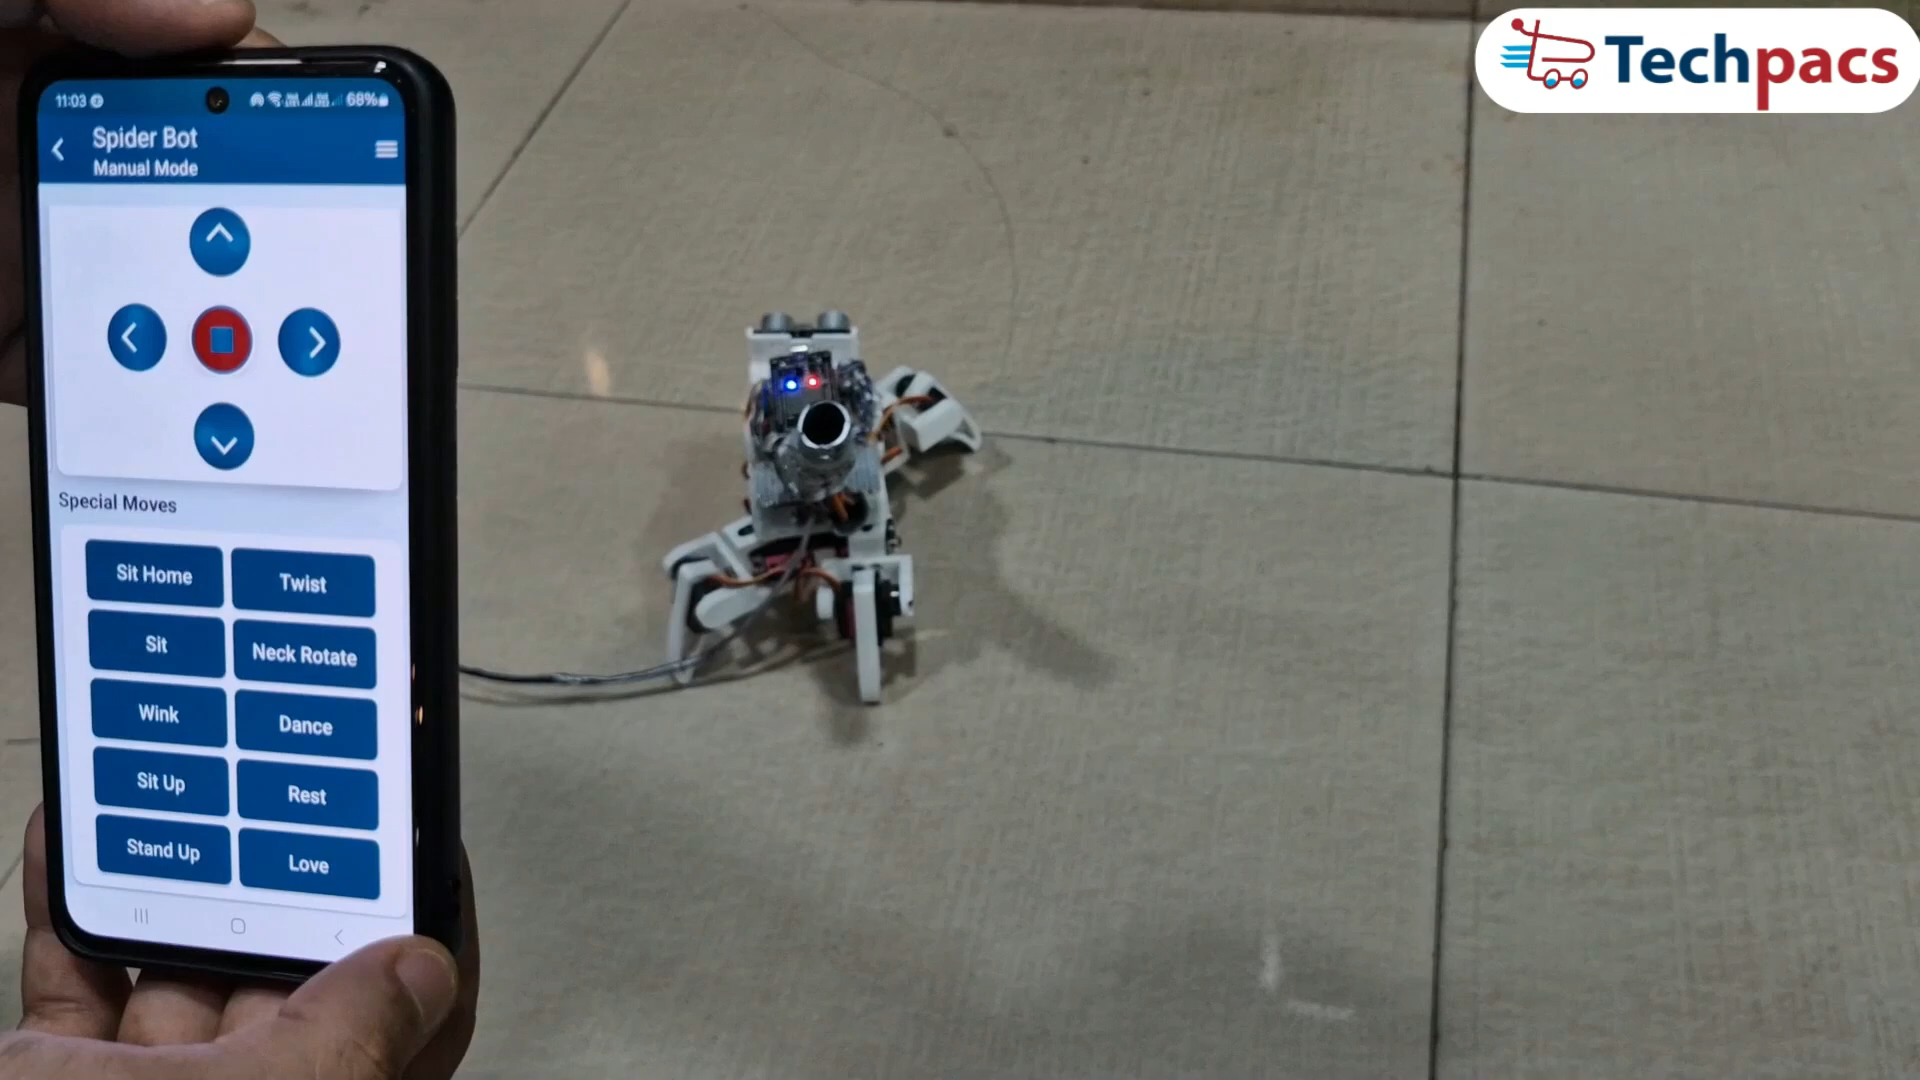 Techpacs
11:03
68%
Spider Bot
Manual Mode
Special Moves
Sit Home
Twist
Sit
Neck Rotate
Wink
Dance
Sit Up
Rest
Stand Up
Love